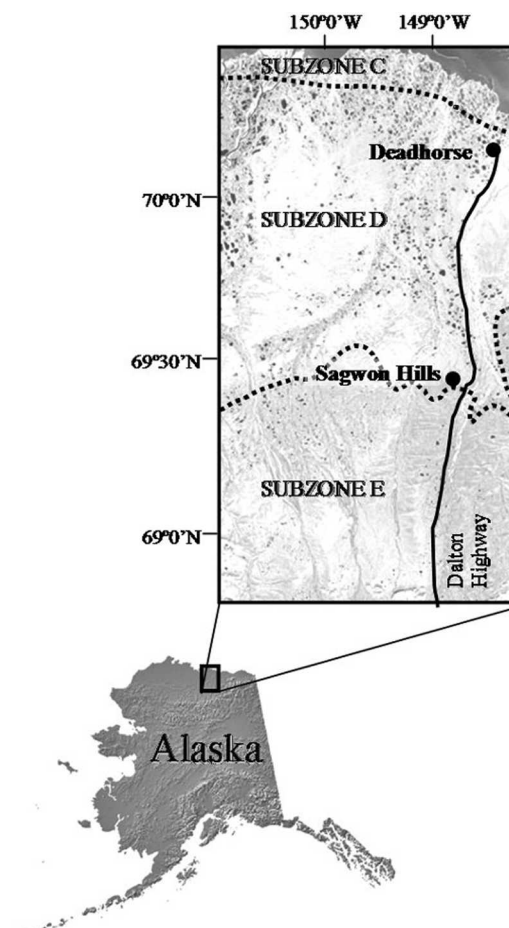 150°0'W 149°0'W
SUBZONE C
Deadhorse
70°0'N
SUBZONE D
69°30'N
Sagwon Hills
SUBZONE E
69°0'N
Dalton
Highway
Alaska